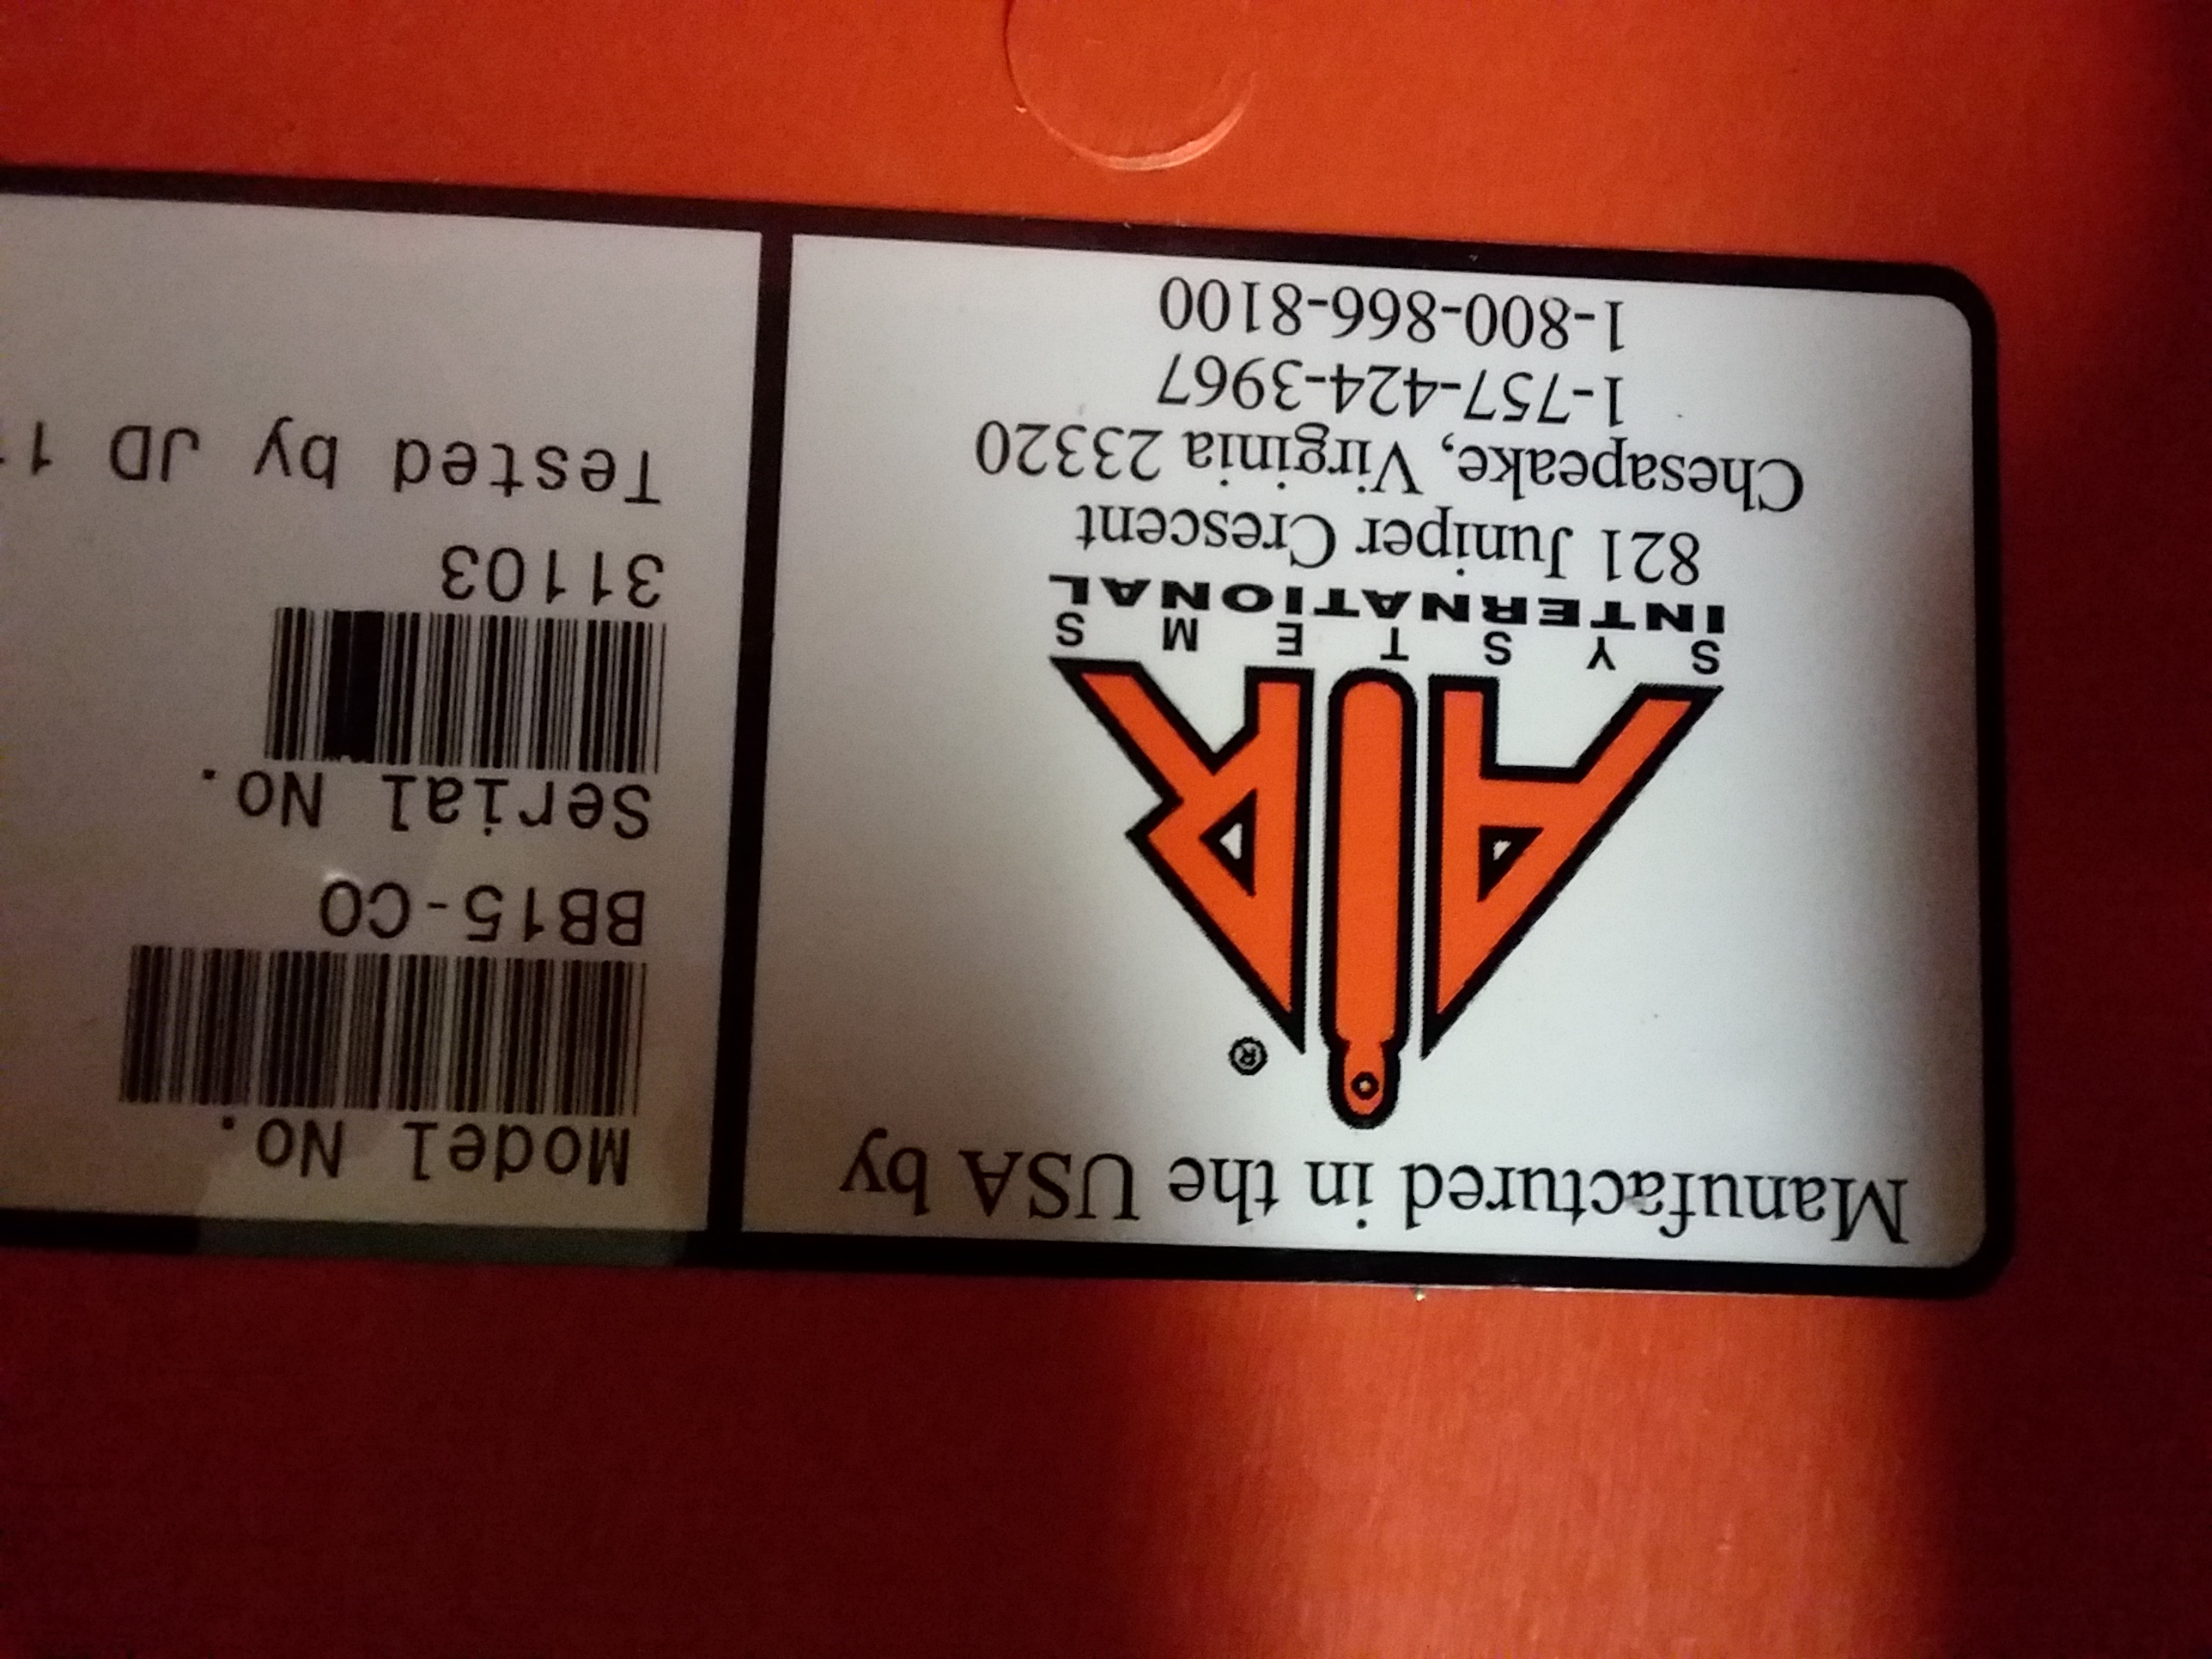 Manufactured in the USA by
®
AIR
SYSTEMS
INTERNATIONAL
821 Juniper Crescent
Chesapeake, Virginia 23320
1-757-424-3967
1-800-866-8100
Model No.
BB15-CO
Serial No.
31103
Tested by JD 1